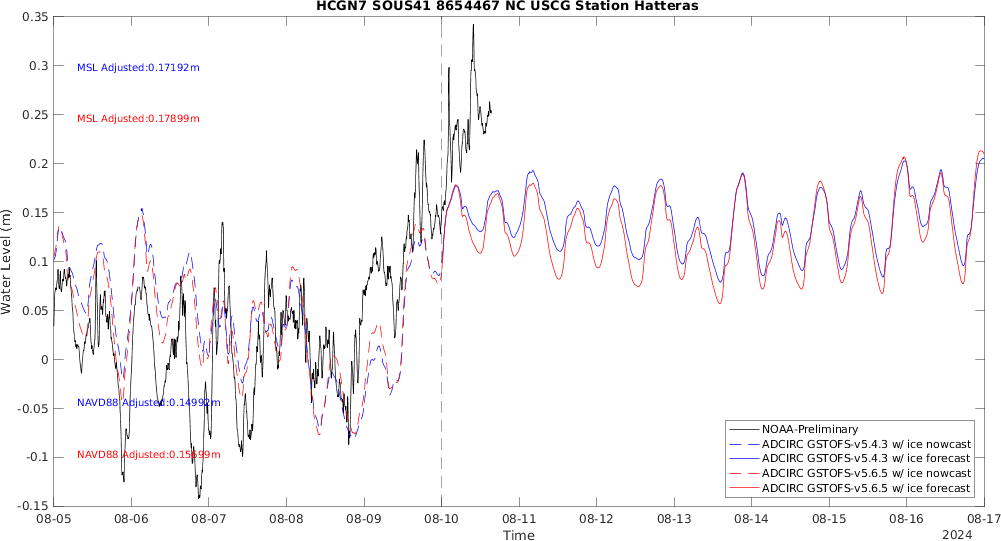 HCGN7 SOUS41 8654467 NC USCG Station Hatteras
0.35
0.3
0.25
0.2
0.15
0.1
0.05
0
-0.05
-0.1
-0.15
Water Level (m)
MSL Adjusted:0.17192m
MSL Adjusted:0.17899m
NAVD88 Adjusted:0.14992m
NAVD88 Adjusted:0.15699m
NOAA-Preliminary
ADCIRC GSTOFS-v5.4.3 w/ ice nowcast
ADCIRC GSTOFS-v5.4.3 w/ ice forecast
ADCIRC GSTOFS-v5.6.5 w/ ice nowcast
ADCIRC GSTOFS-v5.6.5 w/ ice forecast
08-05 08-06 08-07 08-08 08-09 08-10 08-11 08-12 08-13 08-14 08-15 08-16 08-17
Time
2024